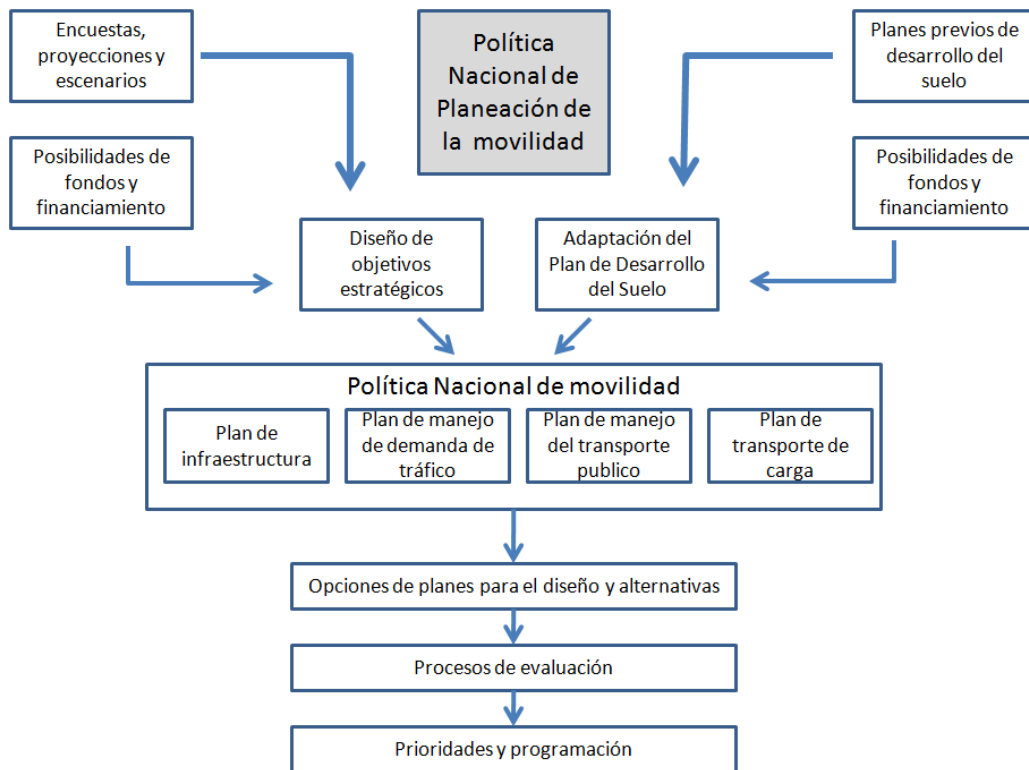 Encuestas,
proyecciones y
escenarios
Política
Nacional de
Planeación de
la movilidad
Planes previos de
desarrollo del
suelo
Posibilidades de
fondos y
financiamiento
Posibilidades de
fondos y
financiamiento
Diseño de
objetivos
estratégicos
Adaptación del
Plan de Desarrollo
del Suelo
Política Nacional de movilidad
Plan de
infraestructura
Plan de manejo
de demanda de
tráfico
Plan de manejo
del transporte
publico
Plan de
transporte de
carga
Opciones de planes para el diseño y alternativas
Procesos de evaluación
Prioridades y programación